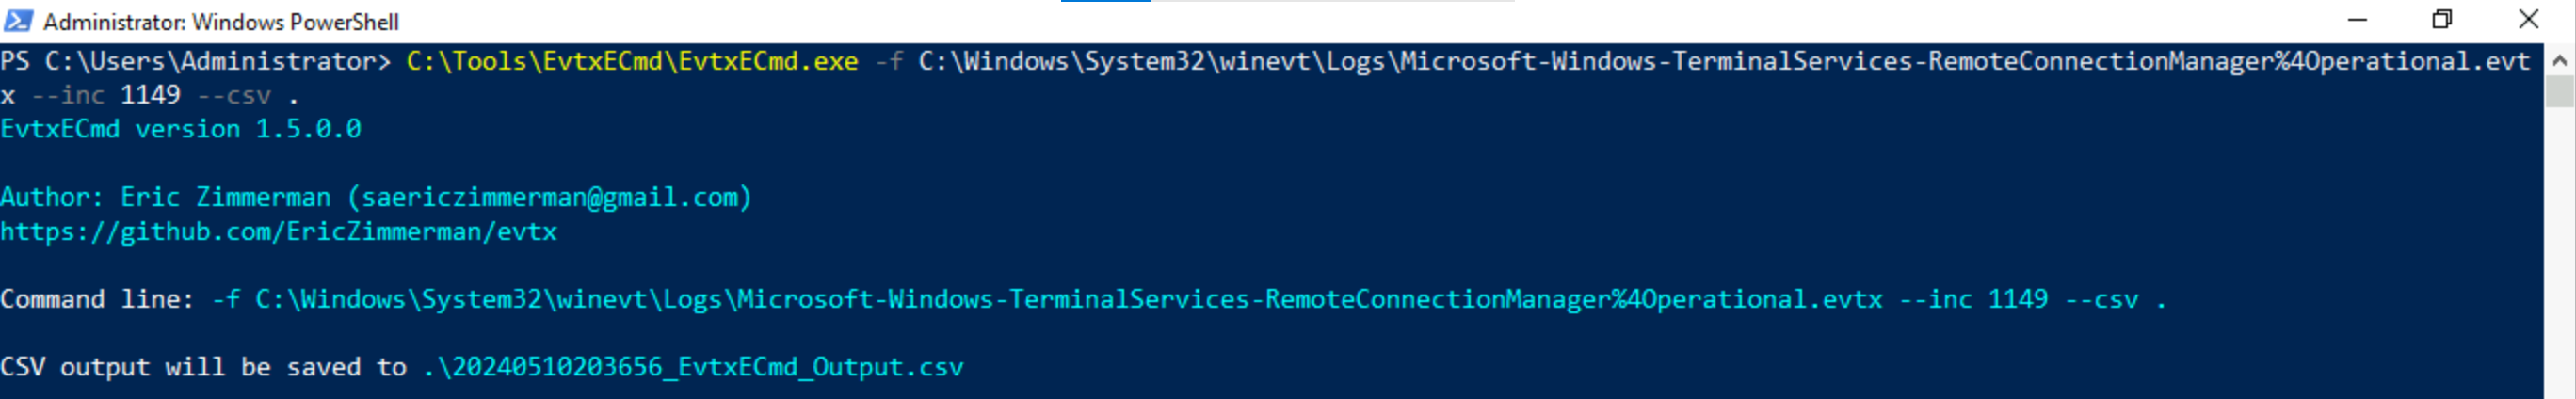 Administrator: Windows PowerShell
PS C:\Users\Administrator> C:\Tools\EvtxECmd\EvtxECmd.exe -f C:\Windows\System32\winevt\Logs\Microsoft-Windows-TerminalServices-RemoteConnectionManager%4Operational.evt
x --inc 1149 --csv .
EvtxECmd version 1.5.0.0
Author: Eric Zimmerman (saericzimmerman@gmail.com)
https://github.com/EricZimmerman/evtx
Command line: -f C:\Windows\System32\winevt\Logs\Microsoft-Windows-TerminalServices-RemoteConnectionManager%4Operational.evtx --inc 1149 --csv .
CSV output will be saved to .\20240510203656_EvtxECmd_Output.csv